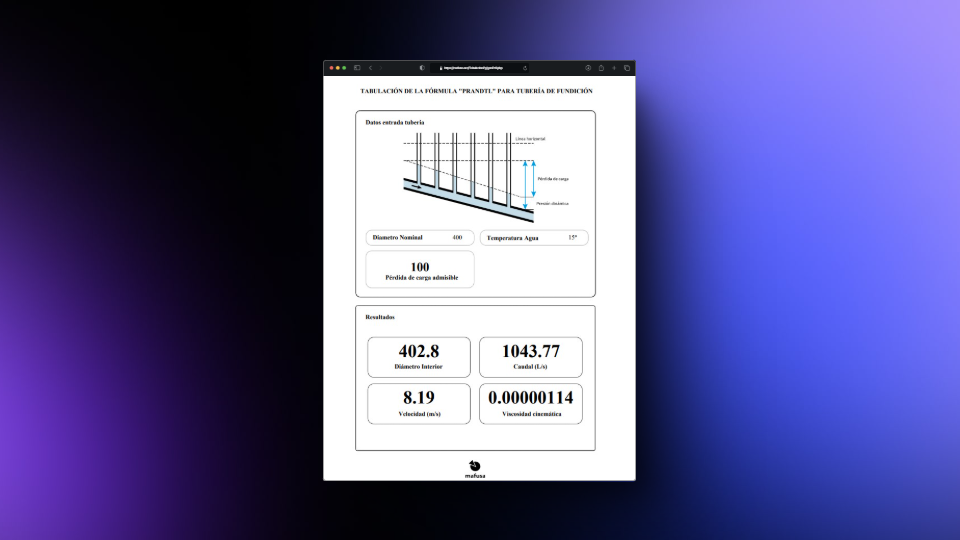 TABULACIÓN DE LA FÓRMULA "PRANDTL" PARA TUBERÍA DE FUNDICIÓN
Datos entrada tubería
Línea horizontal
Pérdida de carga
Presión dinámica
Diametro Nominal 400
Temperatura Agua 15°
100
Pérdida de carga admisible
Resultados
402.8
Diámetro Interior
1043.77
Caudal (L/s)
8.19
Velocidad (m/s)
0.00000114
Viscosidad cinemática
mafusa